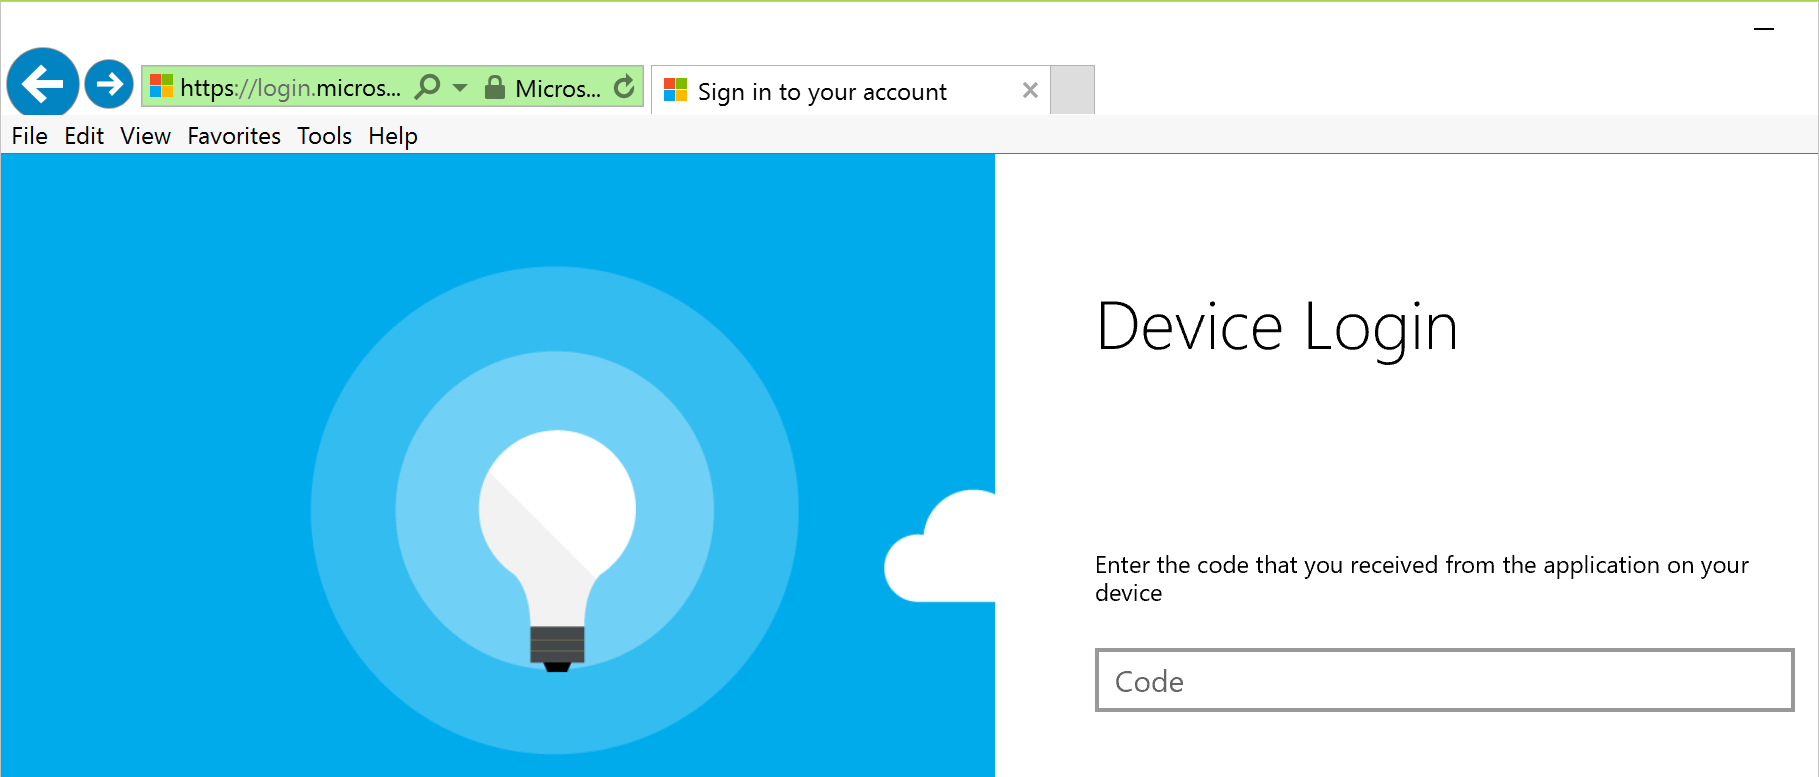 https://login.micros... Micros... Sign in to your account
File Edit View Favorites Tools Help
Device Login
Enter the code that you received from the application on your
device
Code